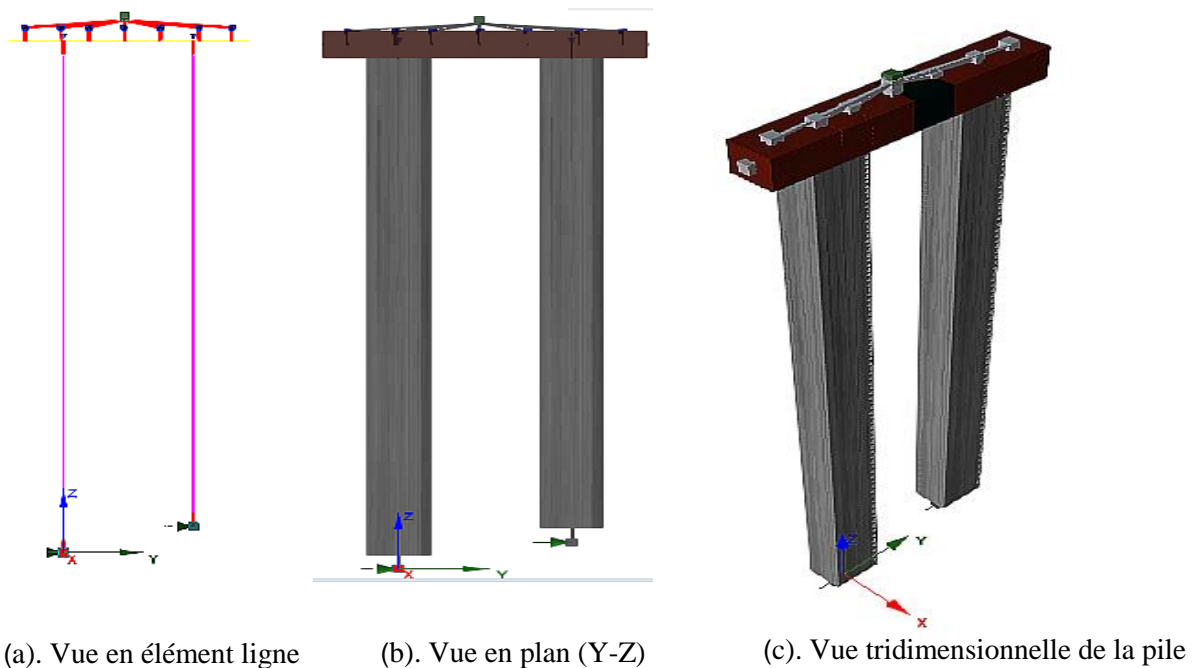 Z
X
Y
Z
X
Y
Z
Y
X
(a). Vue en élément ligne
(b). Vue en plan (Y-Z)
(c). Vue tridimensionnelle de la pile